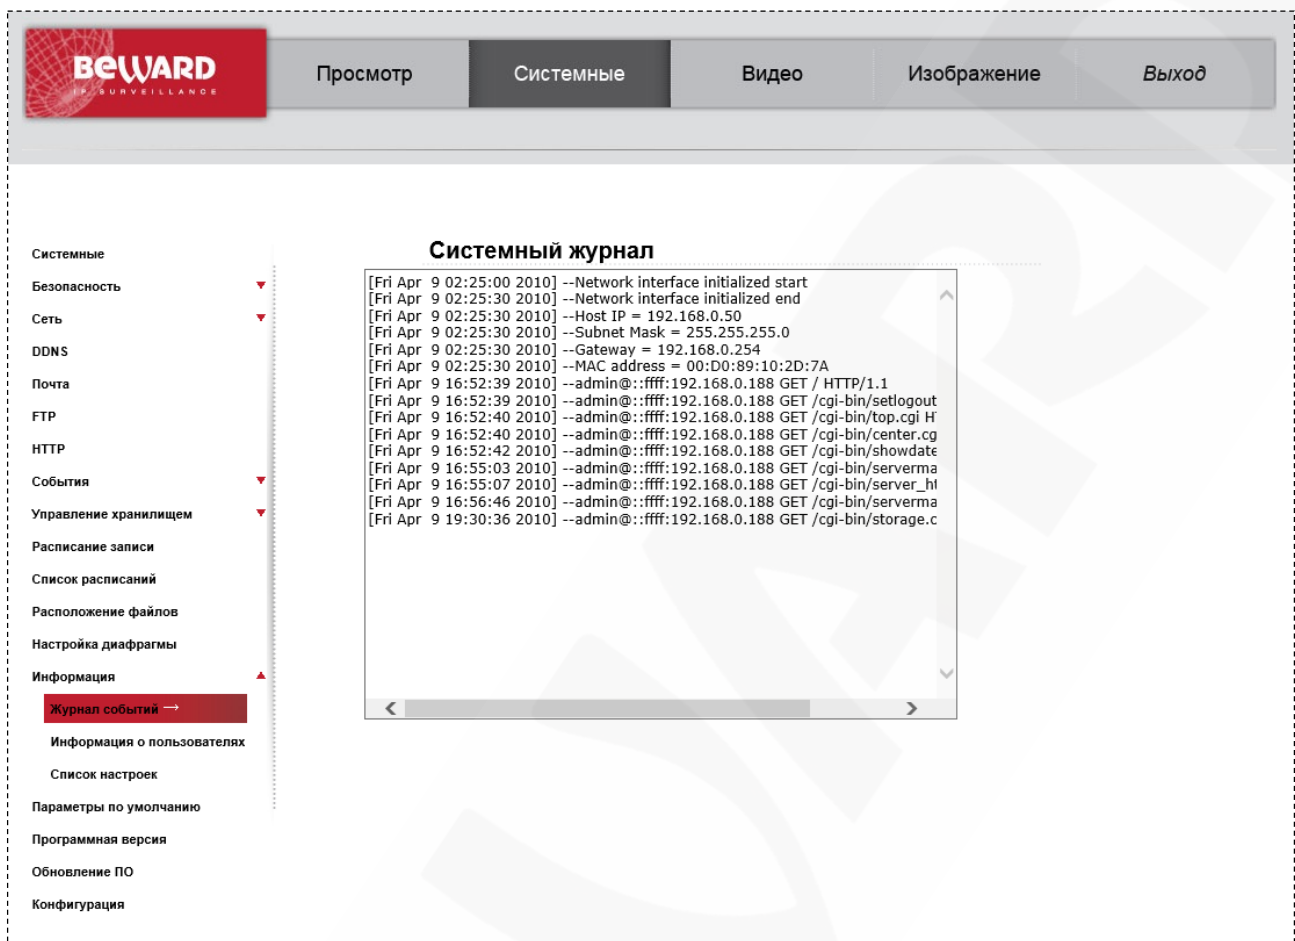 BEWARD
IP SURVEILLANCE
Просмотр
Системные
Видео
Изображение
Выход
Системные
Безопасность
Сеть
DDNS
Почта
FTP
HTTP
События
Управление хранилищем
Расписание записи
Список расписаний
Расположение файлов
Настройка диафрагмы
Информация
Журнал событий →
Информация о пользователях
Список настроек
Параметры по умолчанию
Программная версия
Обновление ПО
Конфигурация
Системный журнал
[Fri Apr 9 02:25:00 2010] --Network interface initialized start
[Fri Apr 9 02:25:30 2010] --Network interface initialized end
[Fri Apr 9 02:25:30 2010] --Host IP = 192.168.0.50
[Fri Apr 9 02:25:30 2010] --Subnet Mask = 255.255.255.0
[Fri Apr 9 02:25:30 2010] --Gateway = 192.168.0.254
[Fri Apr 9 02:25:30 2010] --MAC address = 00:D0:89:10:2D:7A
[Fri Apr 9 16:52:39 2010] --admin@::ffff:192.168.0.188 GET / HTTP/1.1
[Fri Apr 9 16:52:39 2010] --admin@::ffff:192.168.0.188 GET /cgi-bin/setlogout
[Fri Apr 9 16:52:40 2010] --admin@::ffff:192.168.0.188 GET /cgi-bin/top.cgi H
[Fri Apr 9 16:52:40 2010] --admin@::ffff:192.168.0.188 GET /cgi-bin/center.cg
[Fri Apr 9 16:52:42 2010] --admin@::ffff:192.168.0.188 GET /cgi-bin/showdate
[Fri Apr 9 16:55:03 2010] --admin@::ffff:192.168.0.188 GET /cgi-bin/serverma
[Fri Apr 9 16:55:07 2010] --admin@::ffff:192.168.0.188 GET /cgi-bin/server_ht
[Fri Apr 9 16:56:46 2010] --admin@::ffff:192.168.0.188 GET /cgi-bin/serverma
[Fri Apr 9 19:30:36 2010] --admin@::ffff:192.168.0.188 GET /cgi-bin/storage.c